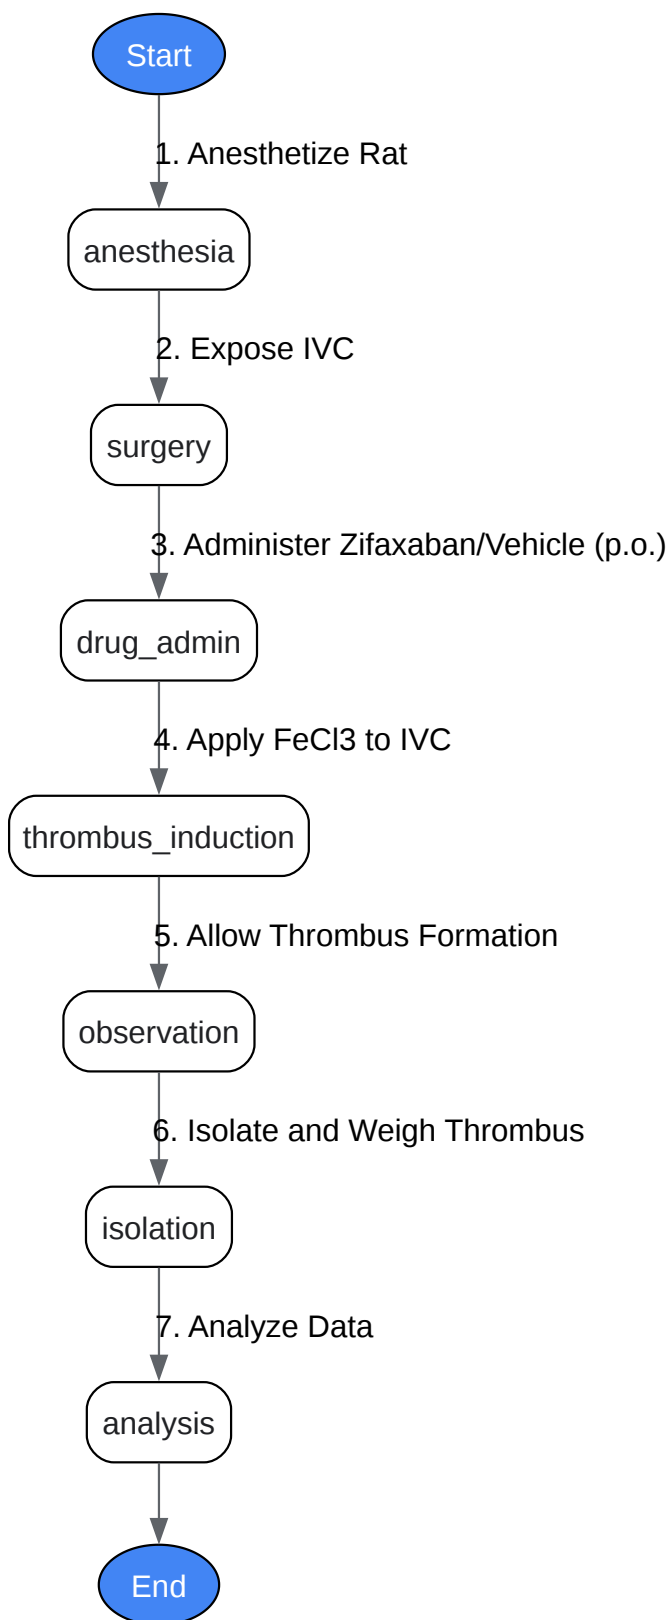 Start
1. Anesthetize Rat
anesthesia
2. Expose IVC
surgery
3. Administer Zifaxaban/Vehicle (p.o.)
drug_admin
4. Apply FeCl3 to IVC
thrombus_induction
5. Allow Thrombus Formation
observation
6. Isolate and Weigh Thrombus
isolation
7. Analyze Data
analysis
End